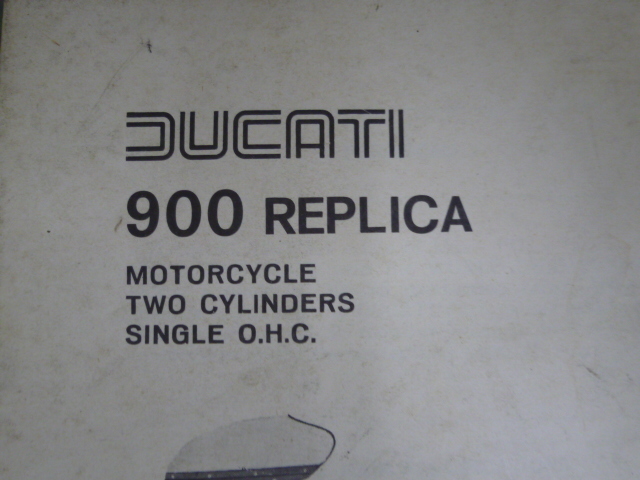 DUCATI
900 REPLICA
MOTORCYCLE
TWO CYLINDERS
SINGLE O.H.C.